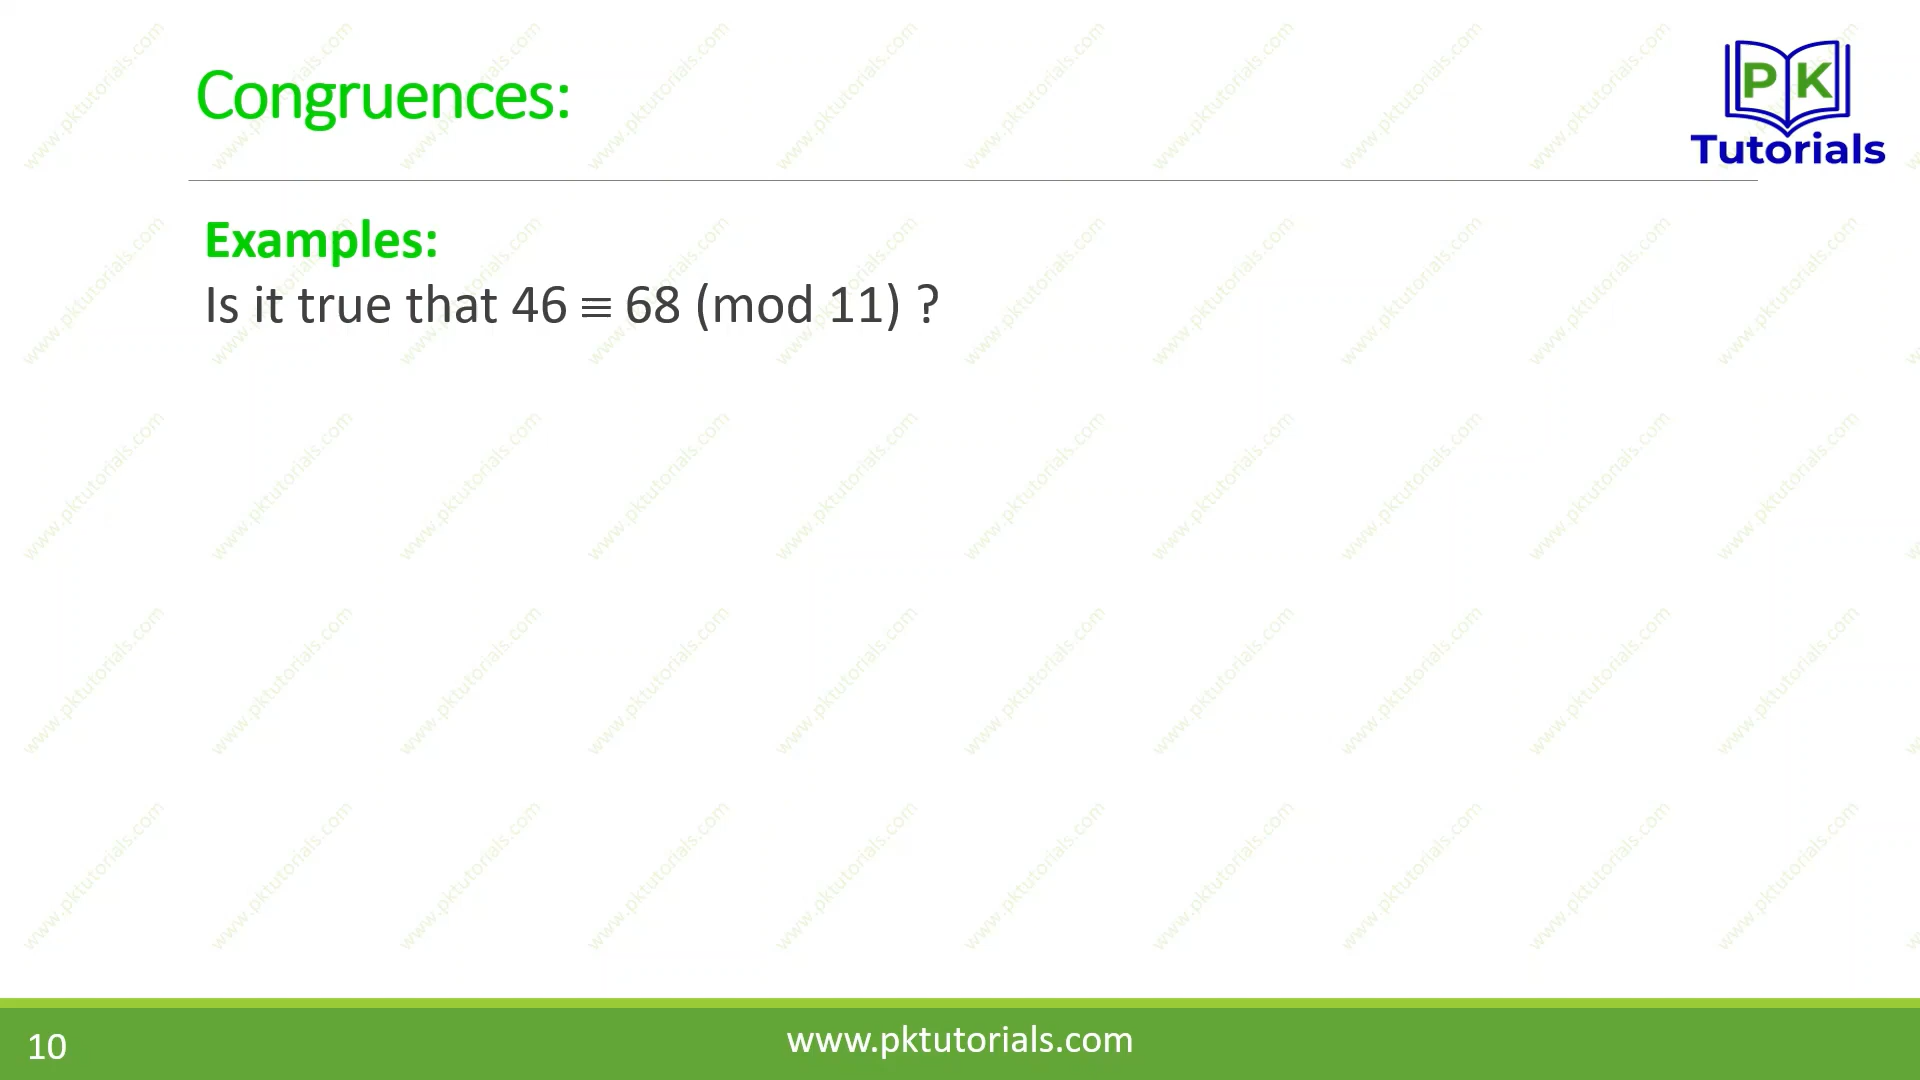 Congruences:
PK
Tutorials
Examples:
Is it true that 46 ≡ 68 (mod 11) ?
10
www.pktutorials.com